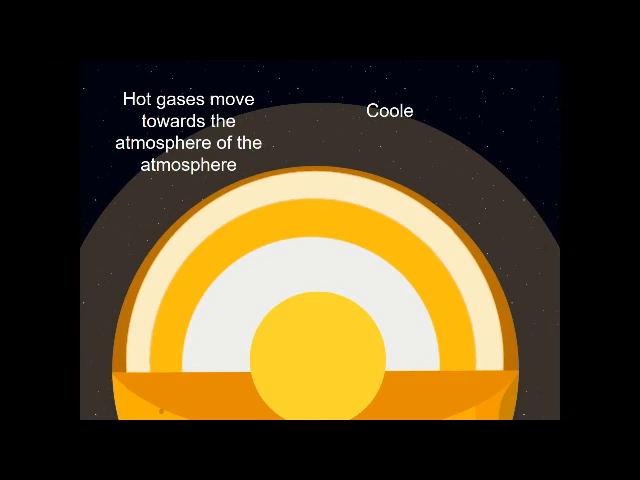 Hot gases move
towards the
atmosphere of the
atmosphere
Coole